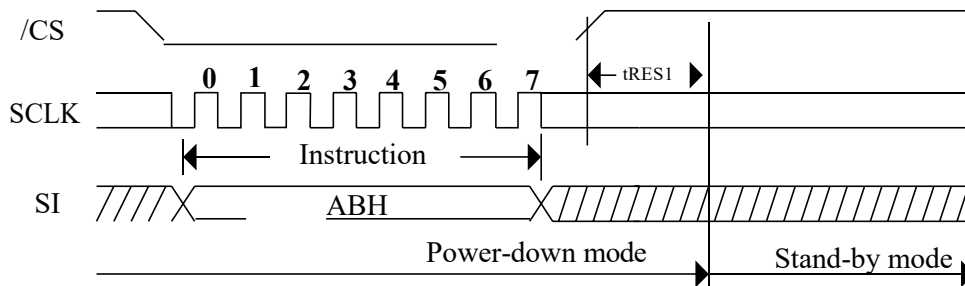 /CS
tRES1
0 1 2 3 4 5 6 7
SCLK
Instruction
SI
ABH
Power-down mode
Stand-by mode